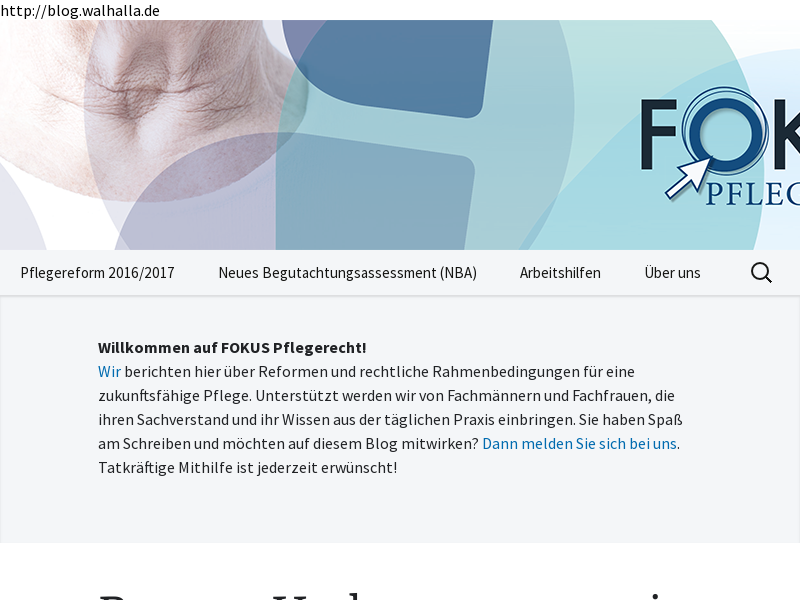 http://blog.walhalla.de
FOK
PFLEG
Pflegereform 2016/2017 Neues Begutachtungsassessment (NBA) Arbeitshilfen Über uns
Willkommen auf FOKUS Pflegerecht!
Wir berichten hier über Reformen und rechtliche Rahmenbedingungen für eine
zukunftsfähige Pflege. Unterstützt werden wir von Fachmännern und Fachfrauen, die
ihren Sachverstand und ihr Wissen aus der täglichen Praxis einbringen. Sie haben Spaß
am Schreiben und möchten auf diesem Blog mitwirken? Dann melden Sie sich bei uns.
Tatkräftige Mithilfe ist jederzeit erwünscht!